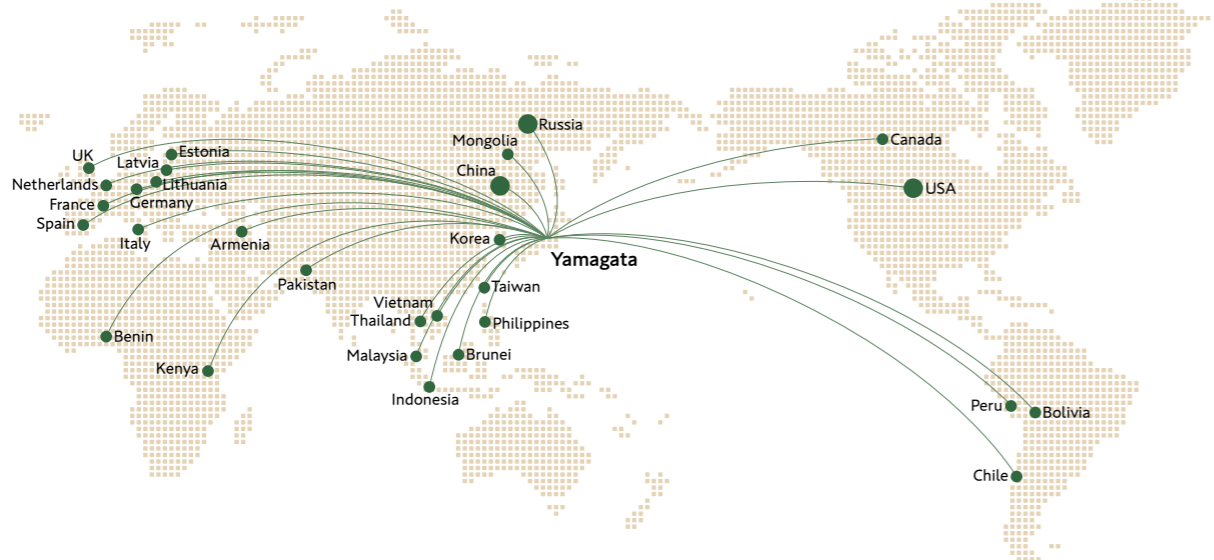 Russia
Mongolia
Canada
UK
Estonia
Latvia
China
Netherlands
Lithuania
USA
France
Germany
Spain
Italy
Armenia
Korea
Yamagata
Pakistan
Taiwan
Vietnam
Thailand
Philippines
Benin
Malaysia
Brunei
Kenya
Indonesia
Peru
Bolivia
Chile